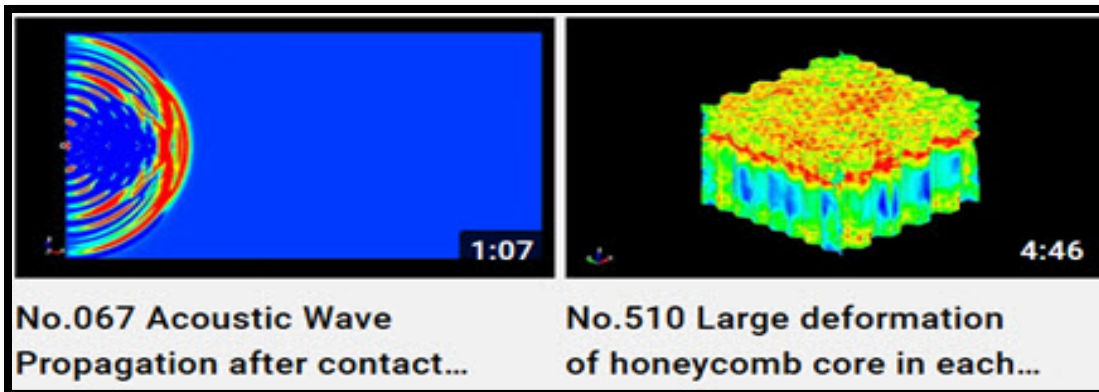 1:07
4:46
No.067 Acoustic Wave
Propagation after contact...
No.510 Large deformation
of honeycomb core in each...